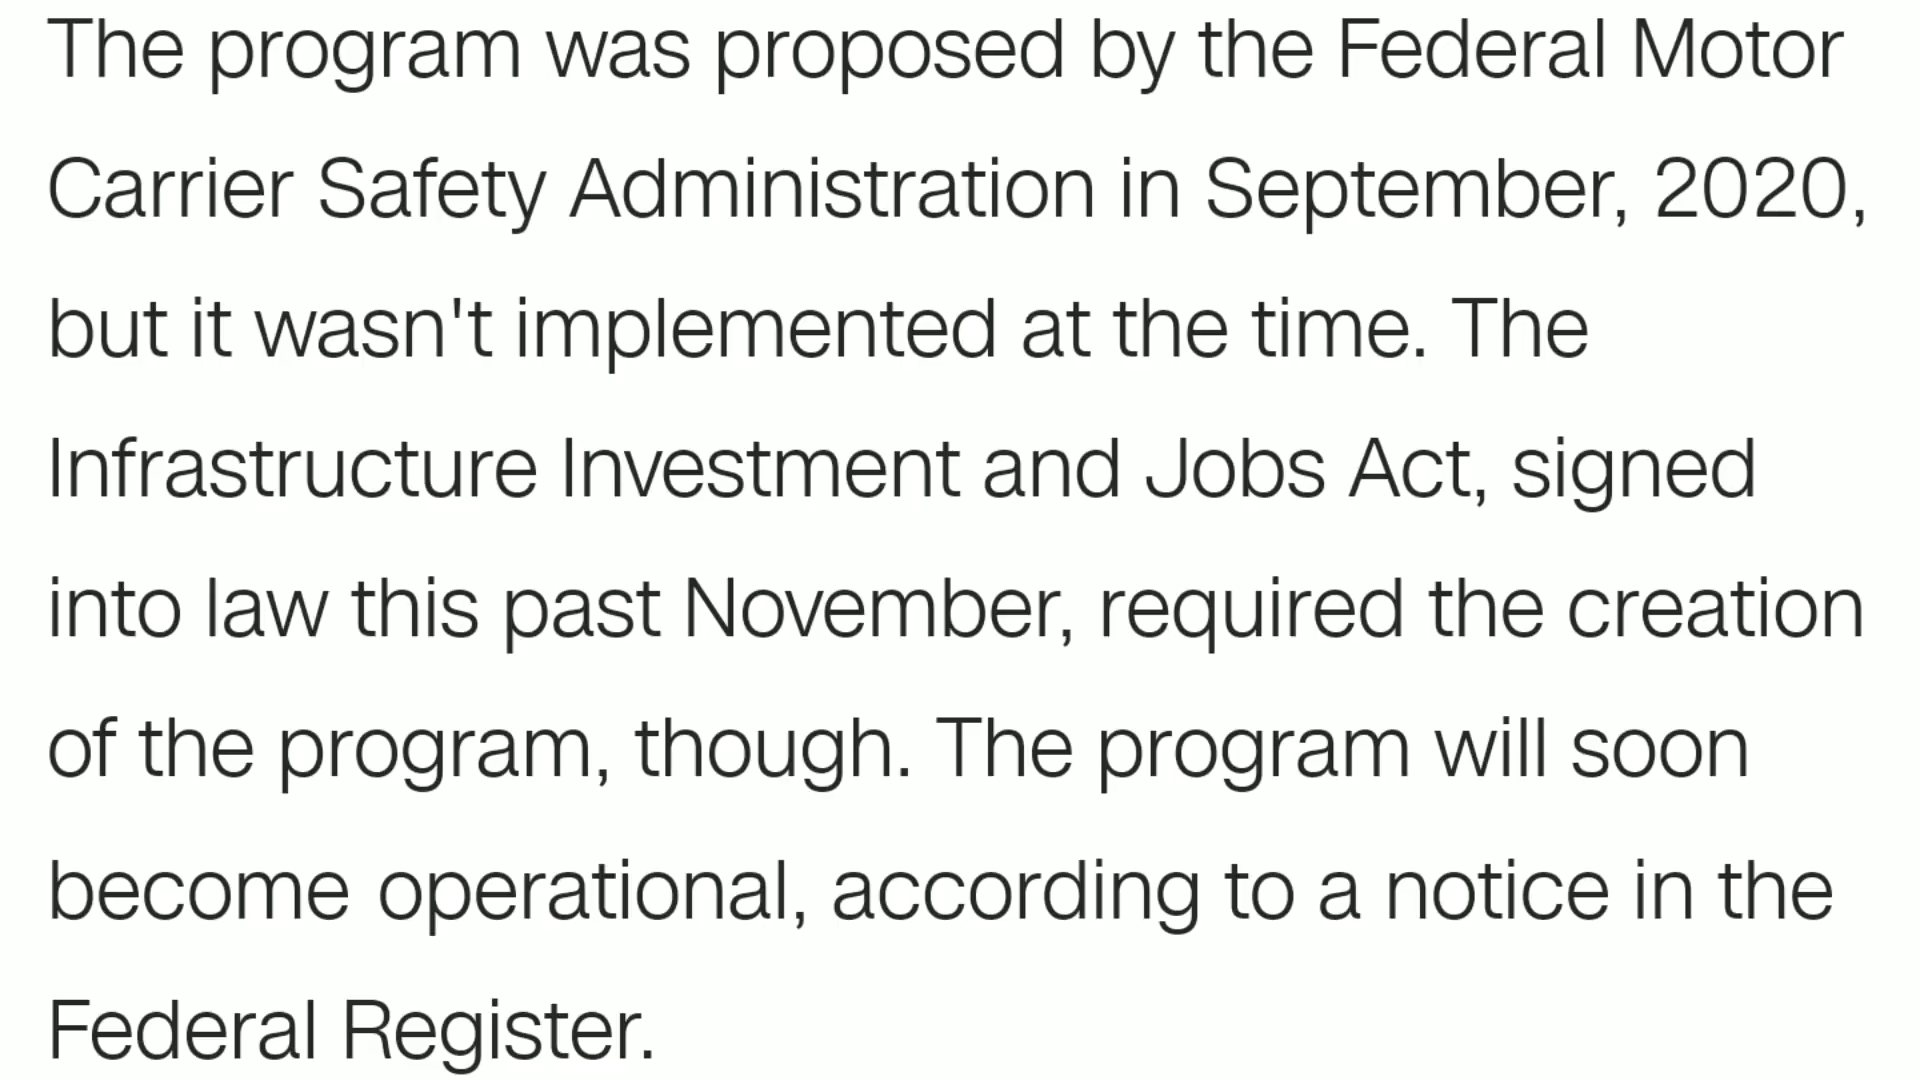 The program was proposed by the Federal Motor
Carrier Safety Administration in September, 2020,
but it wasn't implemented at the time. The
Infrastructure Investment and Jobs Act, signed
into law this past November, required the creation
of the program, though. The program will soon
become operational, according to a notice in the
Federal Register.